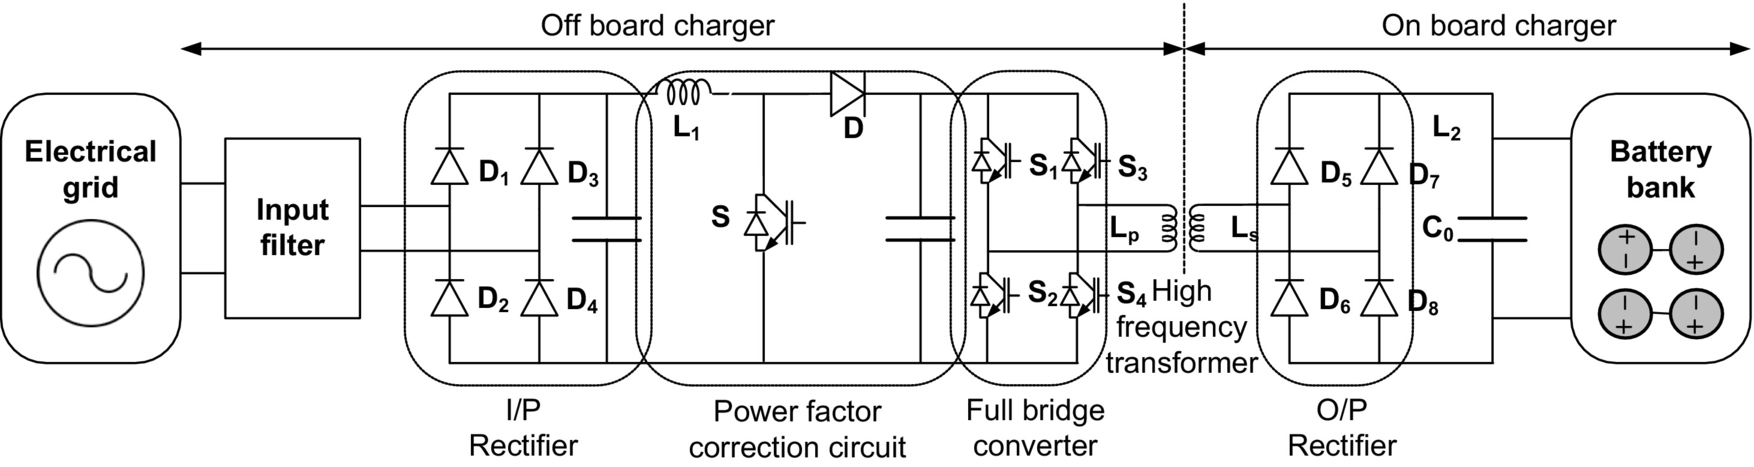 Off board charger
On board charger
Electrical
grid
Input
filter
D1
D3
D2
D4
L1
D
S
S1
S3
S2
S4
Lp
Ls
High
frequency
transformer
D5
D7
D6
D8
L2
C0
Battery
bank
I/P
Rectifier
Power factor
correction circuit
Full bridge
converter
O/P
Rectifier